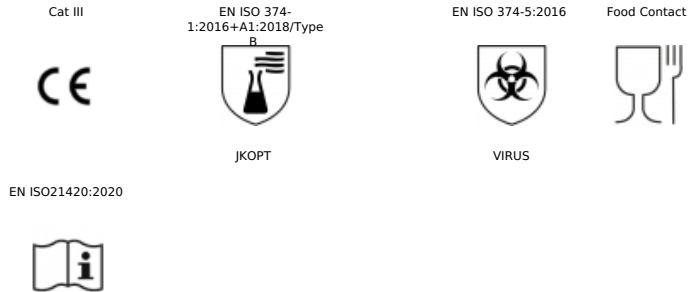 Cat III
EN ISO 374-
1:2016+A1:2018/Type
B
EN ISO 374-5:2016
Food Contact
CE
i
JKOPT
VIRUS
EN ISO21420:2020